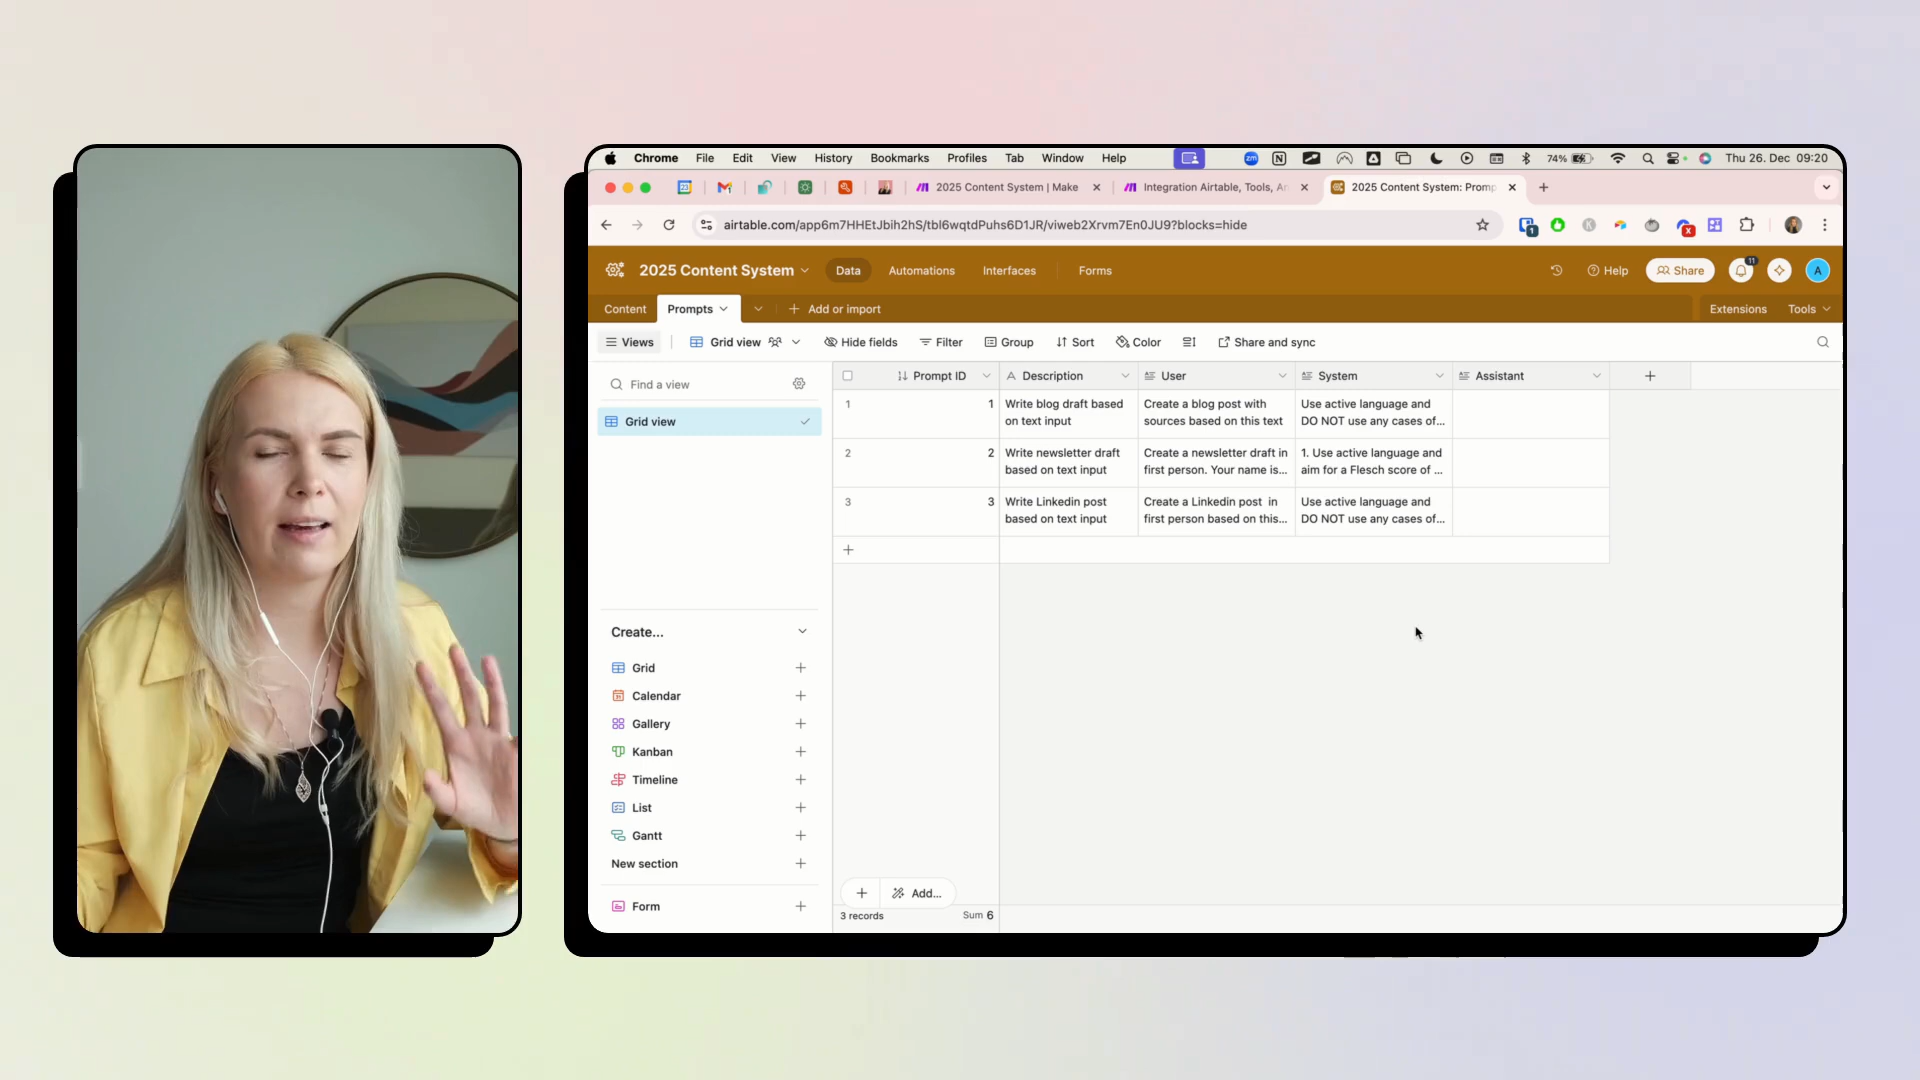 Chrome File Edit View History Bookmarks Profiles Tab Window Help 74% Thu 26. Dec 09:20
2025 Content System | Make Integration Airtable, Tools, An 2025 Content System: Promp
airtable.com/app6m7HHEtJbih2hS/tbl6wqtdPuhs6D1JR/viweb2Xrvm7En0JU9?blocks=hide
2025 Content System Data Automations Interfaces Forms Help Share 11 A
Content Prompts Add or import Extensions Tools
Views Grid view Hide fields Filter Group Sort Color Share and sync
Find a view
Grid view
Prompt ID Description User System Assistant
1 1 Write blog draft based on text input Create a blog post with sources based on this text Use active language and DO NOT use any cases of...
2 2 Write newsletter draft based on text input Create a newsletter draft in first person. Your name is... 1. Use active language and aim for a Flesch score of ...
3 3 Write Linkedin post based on text input Create a Linkedin post in first person based on this... Use active language and DO NOT use any cases of...
Create...
Grid
Calendar
Gallery
Kanban
Timeline
List
Gantt
New section
Form
Add...
3 records Sum 6